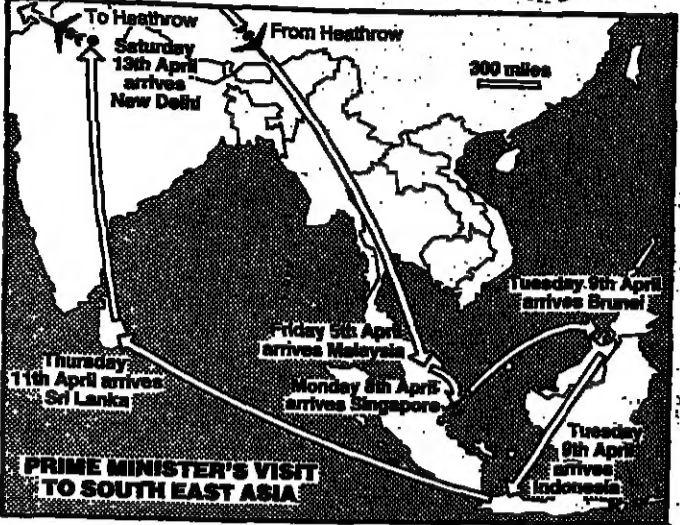 To Heathrow
From Heathrow
Saturday
13th April
arrives
New Delhi
300 miles
Tuesday 9th April
arrives Brunei
Friday 5th April
arrives Malaysia
Monday 8th April
arrives Singapore
Thursday
11th April arrives
Sri Lanka
Tuesday
9th April
arrives
Indonesia
PRIME MINISTER'S VISIT
TO SOUTH EAST ASIA